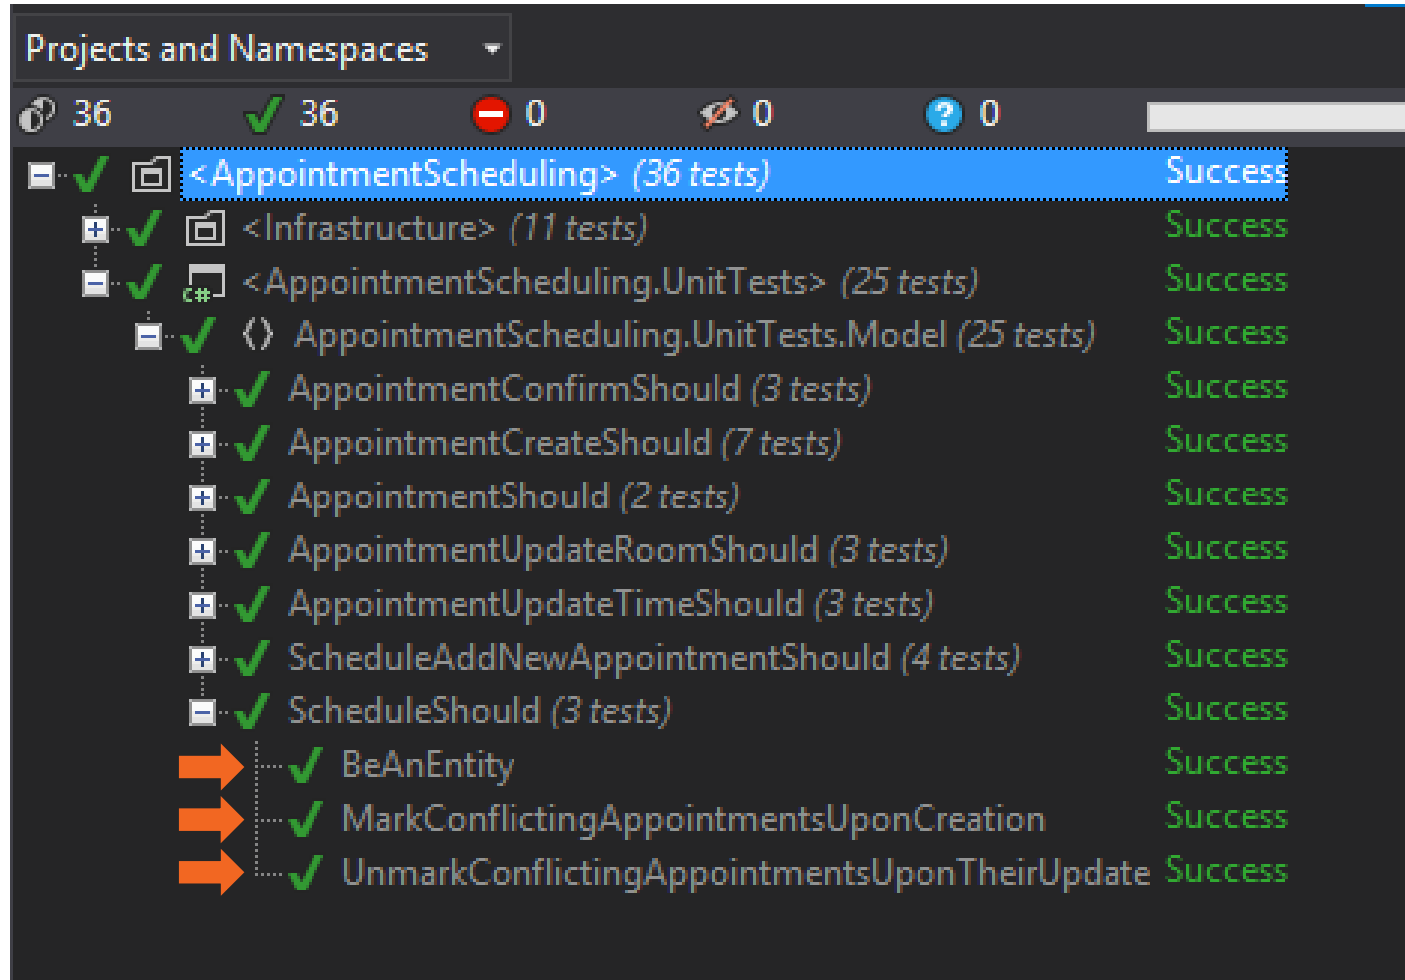 Projects and Namespaces
36 36 0 0 ? 0
<AppointmentScheduling> (36 tests) Success
<Infrastructure> (11 tests) Success
C# <AppointmentScheduling.UnitTests> (25 tests) Success
<> AppointmentScheduling.UnitTests.Model (25 tests) Success
AppointmentConfirmShould (3 tests) Success
AppointmentCreateShould (7 tests) Success
AppointmentShould (2 tests) Success
AppointmentUpdateRoomShould (3 tests) Success
AppointmentUpdateTimeShould (3 tests) Success
ScheduleAddNewAppointmentShould (4 tests) Success
ScheduleShould (3 tests) Success
BeAnEntity Success
MarkConflictingAppointmentsUponCreation Success
UnmarkConflictingAppointmentsUponTheirUpdate Success